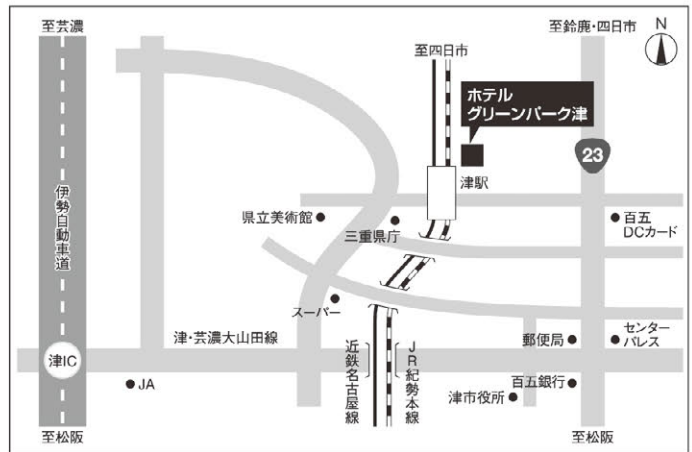 至芸濃
至鈴鹿・四日市
N
至四日市
ホテル
グリーンパーク津
23
津駅
伊勢自動車道
県立美術館
三重県庁
百五
DCカード
スーパー
津・芸濃大山田線
近鉄名古屋線
JR紀勢本線
郵便局
センター
パレス
津IC
JA
百五銀行
津市役所
至松阪
至松阪